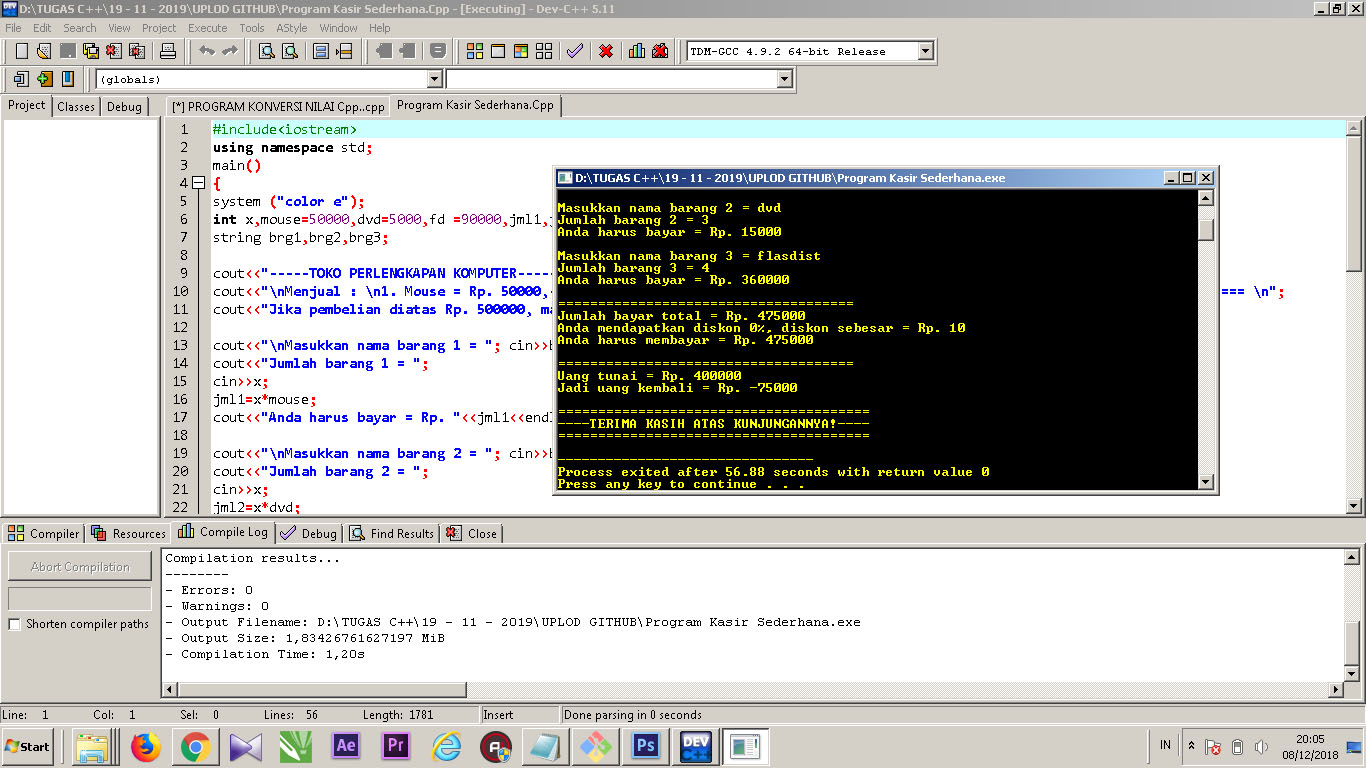 D:\TUGAS C++\19 - 11 - 2019\UPLOD GITHUB\Program Kasir Sederhana.Cpp - [Executing] - Dev-C++ 5.11
File Edit Search View Project Execute Tools AStyle Window Help
TDM-GCC 4.9.2 64-bit Release
(globals)
Project Classes Debug
[*] PROGRAM KONVERSI NILAI Cpp..cpp Program Kasir Sederhana.Cpp
1 #include<iostream>
2 using namespace std;
3 main()
4 {
5 system ("color e");
6 int x,mouse=50000,dvd=5000,fd =90000,jml1,
7 string brg1,brg2,brg3;
8
9 cout<<"-----TOKO PERLENGKAPAN KOMPUTER-----
10 cout<<"\nMenjual : \n1. Mouse = Rp. 50000, === \n";
11 cout<<"Jika pembelian diatas Rp. 500000, ma
12
13 cout<<"\nMasukkan nama barang 1 = "; cin>>b
14 cout<<"Jumlah barang 1 = ";
15 cin>>x;
16 jml1=x*mouse;
17 cout<<"Anda harus bayar = Rp. "<<jml1<<endl
18
19 cout<<"\nMasukkan nama barang 2 = "; cin>>b
20 cout<<"Jumlah barang 2 = ";
21 cin>>x;
22 jml2=x*dvd;
D:\TUGAS C++\19 - 11 - 2019\UPLOD GITHUB\Program Kasir Sederhana.exe
Masukkan nama barang 2 = dvd
Jumlah barang 2 = 3
Anda harus bayar = Rp. 15000
Masukkan nama barang 3 = flasdist
Jumlah barang 3 = 4
Anda harus bayar = Rp. 360000
=====================================
Jumlah bayar total = Rp. 475000
Anda mendapatkan diskon 0%, diskon sebesar = Rp. 10
Anda harus membayar = Rp. 475000
=====================================
Uang tunai = Rp. 400000
Jadi uang kembali = Rp. -75000
=======================================
----TERIMA KASIH ATAS KUNJUNGANNYA!----
=======================================
--------------------------------
Process exited after 56.88 seconds with return value 0
Press any key to continue . . .
Compiler Resources Compile Log Debug Find Results Close
Abort Compilation
Shorten compiler paths
Compilation results...
--------
- Errors: 0
- Warnings: 0
- Output Filename: D:\TUGAS C++\19 - 11 - 2019\UPLOD GITHUB\Program Kasir Sederhana.exe
- Output Size: 1,83426761627197 MiB
- Compilation Time: 1,20s
Line: 1 Col: 1 Sel: 0 Lines: 56 Length: 1781 Insert Done parsing in 0 seconds
Start Ae Pr Ps DEV IN 20:05
08/12/2018